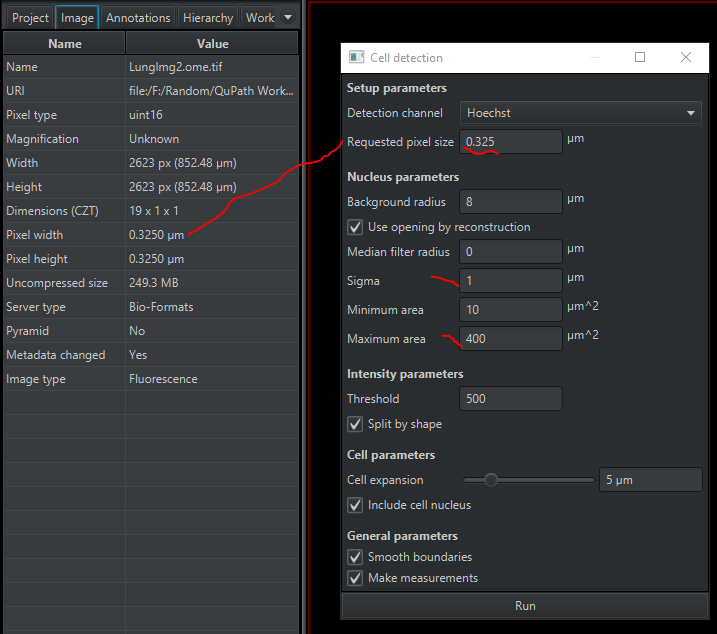 Project Image Annotations Hierarchy Work
Name Value
Name LungImg2.ome.tif
URI file:/F:/Random/QuPath Work...
Pixel type uint16
Magnification Unknown
Width 2623 px (852.48 µm)
Height 2623 px (852.48 µm)
Dimensions (CZT) 19 x 1 x 1
Pixel width 0.3250 µm
Pixel height 0.3250 µm
Uncompressed size 249.3 MB
Server type Bio-Formats
Pyramid No
Metadata changed Yes
Image type Fluorescence
Cell detection
Setup parameters
Detection channel Hoechst
Requested pixel size 0.325 µm
Nucleus parameters
Background radius 8 µm
Use opening by reconstruction
Median filter radius 0 µm
Sigma 1 µm
Minimum area 10 µm^2
Maximum area 400 µm^2
Intensity parameters
Threshold 500
Split by shape
Cell parameters
Cell expansion 5 µm
Include cell nucleus
General parameters
Smooth boundaries
Make measurements
Run